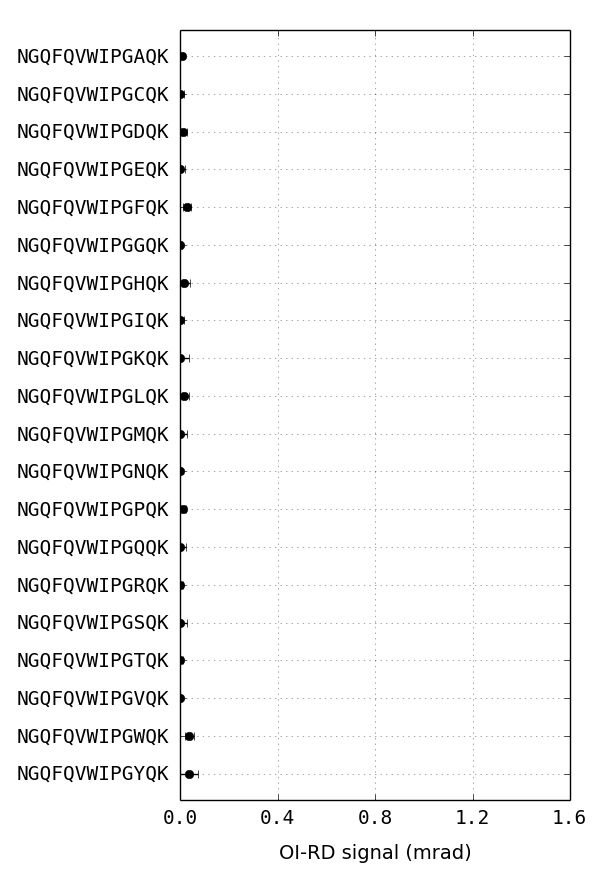 NGQFQVWIPGAQK
NGQFQVWIPGCQK
NGQFQVWIPGDQK
NGQFQVWIPGEQK
NGQFQVWIPGFQK
NGQFQVWIPGGQK
NGQFQVWIPGHQK
NGQFQVWIPGIQK
NGQFQVWIPGKQK
NGQFQVWIPGLQK
NGQFQVWIPGMQK
NGQFQVWIPGNQK
NGQFQVWIPGPQK
NGQFQVWIPGQQK
NGQFQVWIPGRQK
NGQFQVWIPGSQK
NGQFQVWIPGTQK
NGQFQVWIPGVQK
NGQFQVWIPGWQK
NGQFQVWIPGYQK
0.0 0.4 0.8 1.2 1.6
OI-RD signal (mrad)